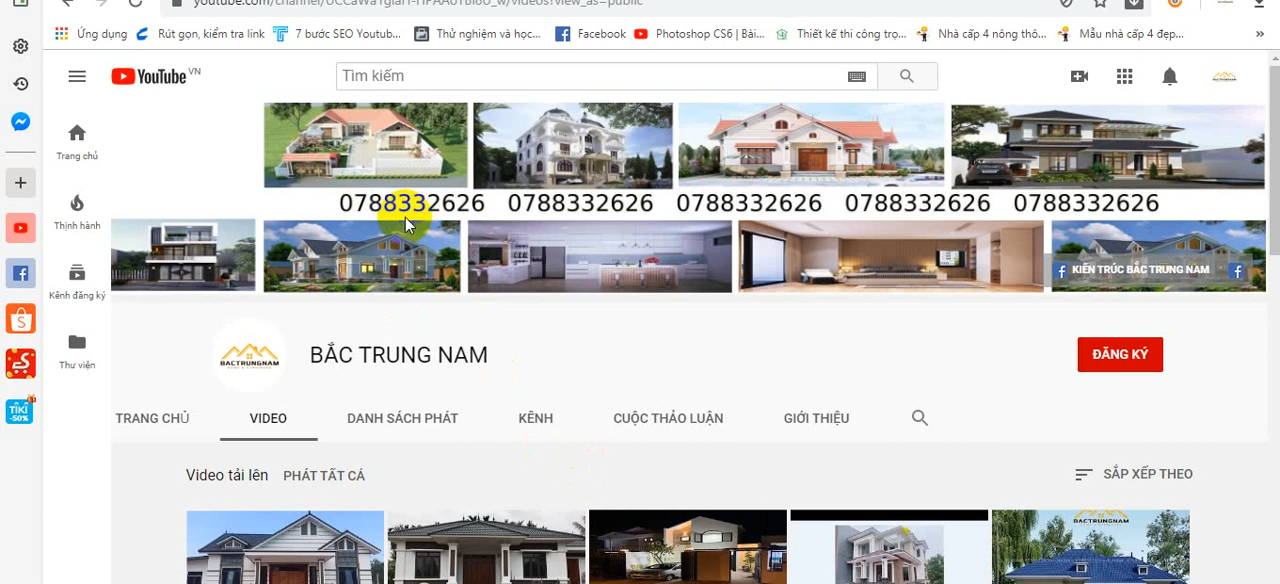 youtube.com/channel/
/videos?view_as=public
Ứng dụng
Rút gọn, kiểm tra link
7 bước SEO Youtub...
Thử nghiệm và học...
Facebook
Photoshop CS6 | Bài...
Thiết kế thi công trọ...
Nhà cấp 4 nông thô...
Mẫu nhà cấp 4 đẹp...
»
YouTube VN
Tìm kiếm
Trang chủ
Thịnh hành
Kênh đăng ký
Thư viện
TIKI
-50%
0788332626 0788332626 0788332626 0788332626 0788332626
KIẾN TRÚC BẮC TRUNG NAM
BACTRUNGNAM
BẮC TRUNG NAM
ĐĂNG KÝ
TRANG CHỦ
VIDEO
DANH SÁCH PHÁT
KÊNH
CUỘC THẢO LUẬN
GIỚI THIỆU
Video tải lên
PHÁT TẤT CẢ
SẮP XẾP THEO
BACTRUNGNAM